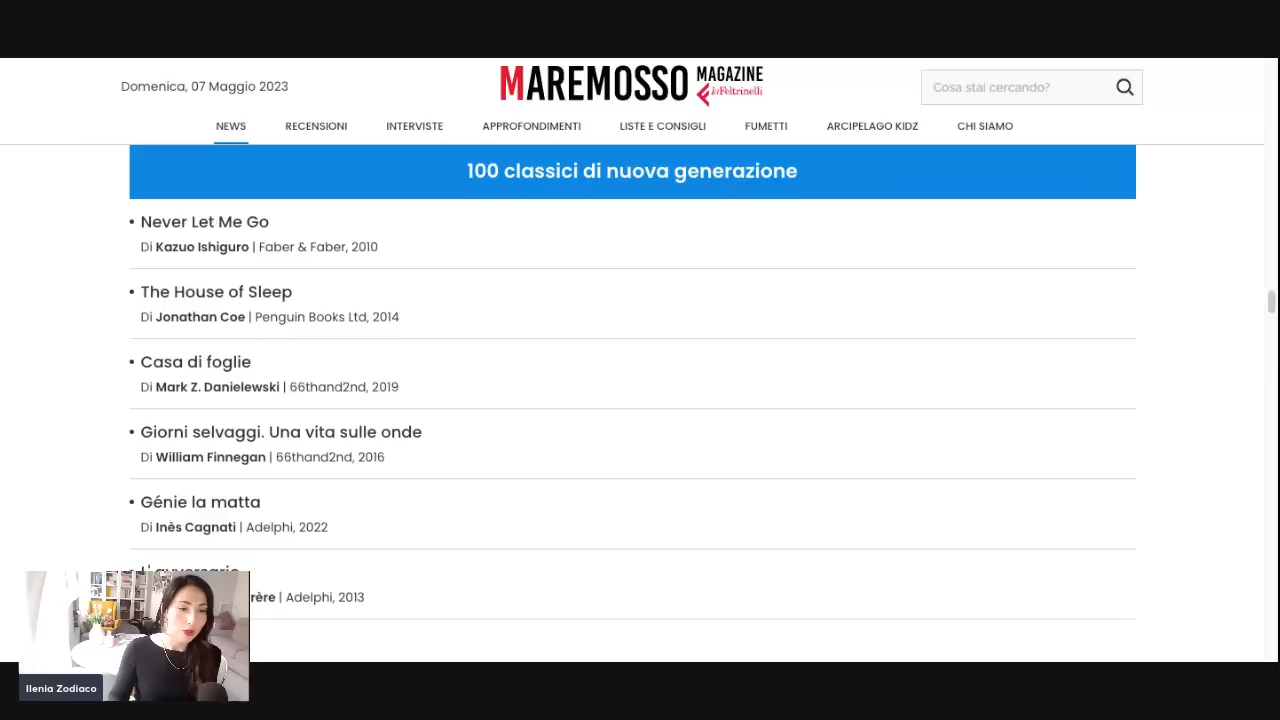 Domenica, 07 Maggio 2023
MAREMOSSO MAGAZINE
laFeltrinelli
Cosa stai cercando?
NEWS RECENSIONI INTERVISTE APPROFONDIMENTI LISTE E CONSIGLI FUMETTI ARCIPELAGO KIDZ CHI SIAMO
100 classici di nuova generazione
• Never Let Me Go
Di Kazuo Ishiguro | Faber & Faber, 2010
• The House of Sleep
Di Jonathan Coe | Penguin Books Ltd, 2014
• Casa di foglie
Di Mark Z. Danielewski | 66thand2nd, 2019
• Giorni selvaggi. Una vita sulle onde
Di William Finnegan | 66thand2nd, 2016
• Génie la matta
Di Inès Cagnati | Adelphi, 2022
rère | Adelphi, 2013
Ilenia Zodiaco